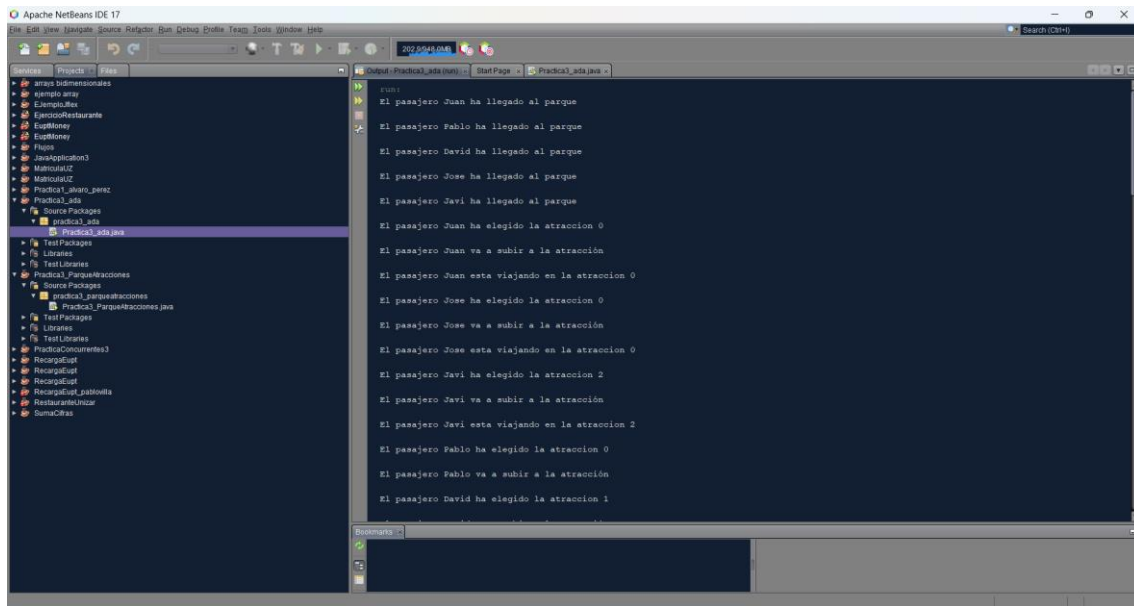 Apache NetBeans IDE 17
File Edit View Navigate Source Refactor Run Debug Profile Team Tools Window Help
Search (Ctrl+I)
202,9/948,0MB
Services Projects Files
arrays bidimensionales
ejemplo array
EJemploJflex
EjercicioRestaurante
EuptMoney
EuptMoney
Flujos
JavaApplication3
MatriculaUZ
MatriculaUZ
Practica1_alvaro_perez
Practica3_ada
Source Packages
practica3_ada
Practica3_ada.java
Test Packages
Libraries
Test Libraries
Practica3_ParqueAtracciones
Source Packages
practica3_parqueatracciones
Practica3_ParqueAtracciones.java
Test Packages
Libraries
Test Libraries
PracticaConcurrentes3
RecargaEupt
RecargaEupt
RecargaEupt
RecargaEupt_pablovilla
RestauranteUnizar
SumaCifras
Output - Practica3_ada (run) Start Page Practica3_ada.java
run:
El pasajero Juan ha llegado al parque
El pasajero Pablo ha llegado al parque
El pasajero David ha llegado al parque
El pasajero Jose ha llegado al parque
El pasajero Javi ha llegado al parque
El pasajero Juan ha elegido la atraccion 0
El pasajero Juan va a subir a la atracción
El pasajero Juan esta viajando en la atraccion 0
El pasajero Jose ha elegido la atraccion 0
El pasajero Jose va a subir a la atracción
El pasajero Jose esta viajando en la atraccion 0
El pasajero Javi ha elegido la atraccion 2
El pasajero Javi va a subir a la atracción
El pasajero Javi esta viajando en la atraccion 2
El pasajero Pablo ha elegido la atraccion 0
El pasajero Pablo va a subir a la atracción
El pasajero David ha elegido la atraccion 1
Bookmarks